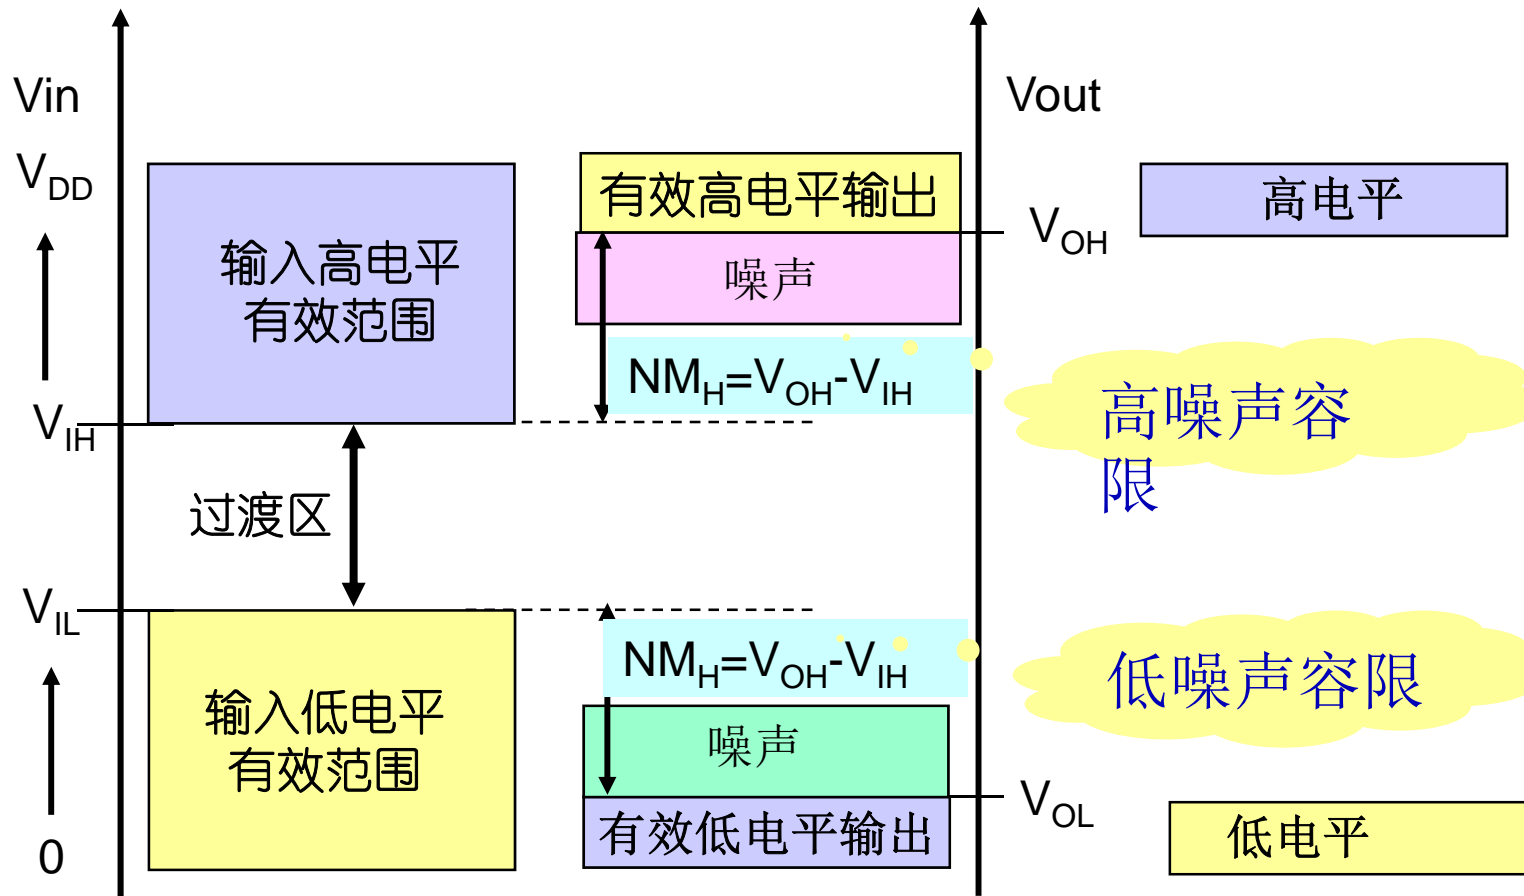 Vin
Vout
VDD
有效高电平输出
高电平
VOH
输入高电平
有效范围
噪声
NMH=VOH-VIH
高噪声容
限
VIH
过渡区
VIL
NMH=VOH-VIH
低噪声容限
输入低电平
有效范围
噪声
VOL
有效低电平输出
低电平
0